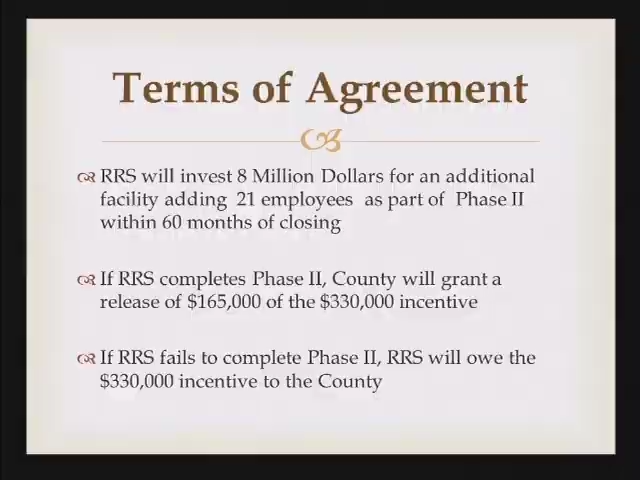 Terms of Agreement
RRS will invest 8 Million Dollars for an additional
facility adding 21 employees as part of Phase II
within 60 months of closing
If RRS completes Phase II, County will grant a
release of $165,000 of the $330,000 incentive
If RRS fails to complete Phase II, RRS will owe the
$330,000 incentive to the County